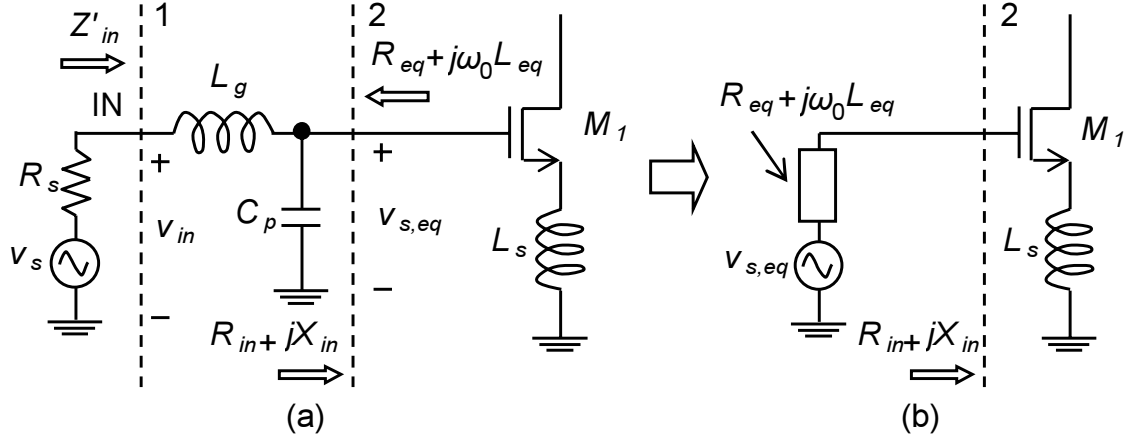 1
2
2
Z'in
Req+jω0Leq
Lg
Req+jω0Leq
IN
M1
M1
+
+
Rs
vin
Cp
vs,eq
Ls
Ls
vs
vs,eq
−
−
Rin+ jXin
Rin+ jXin
(a)
(b)